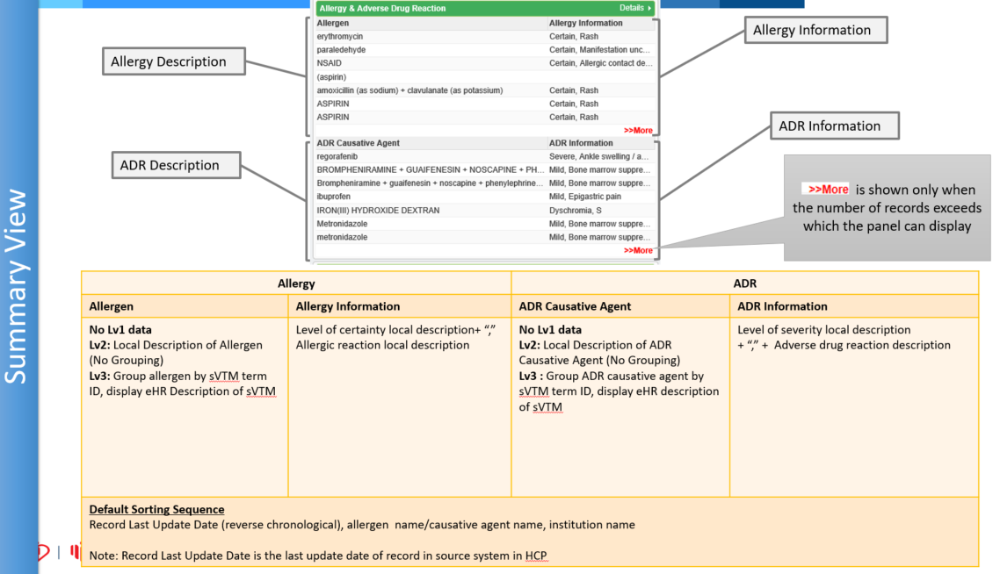 Summary View
Allergy & Adverse Drug Reaction Details
Allergen Allergy Information
erythromycin Certain, Rash
paraledehyde Certain, Manifestation unc...
NSAID Certain, Allergic contact de...
(aspirin)
amoxicillin (as sodium) + clavulanate (as potassium) Certain, Rash
ASPIRIN Certain, Rash
ASPIRIN Certain, Rash
>>More
ADR Causative Agent ADR Information
regorafenib Severe, Ankle swelling / a...
BROMPHENIRAMINE + GUAIFENESIN + NOSCAPINE + PH... Mild, Bone marrow suppre...
Brompheniramine + guaifenesin + noscapine + phenylephrine... Mild, Bone marrow suppre...
ibuprofen Mild, Epigastric pain
IRON(III) HYDROXIDE DEXTRAN Dyschromia, S
Metronidazole Mild, Bone marrow suppre...
metronidazole Mild, Bone marrow suppre...
>>More
Allergy Description
ADR Description
Allergy Information
ADR Information
>>More is shown only when
the number of records exceeds
which the panel can display
Allergy ADR
Allergen Allergy Information ADR Causative Agent ADR Information
No Lv1 data
Lv2: Local Description of Allergen
(No Grouping)
Lv3: Group allergen by sVTM term
ID, display eHR Description of sVTM
Level of certainty local description+ “,”
Allergic reaction local description
No Lv1 data
Lv2: Local Description of ADR
Causative Agent (No Grouping)
Lv3 : Group ADR causative agent by
sVTM term ID, display eHR description
of sVTM
Level of severity local description
+ “,” + Adverse drug reaction description
Default Sorting Sequence
Record Last Update Date (reverse chronological), allergen name/causative agent name, institution name
Note: Record Last Update Date is the last update date of record in source system in HCP